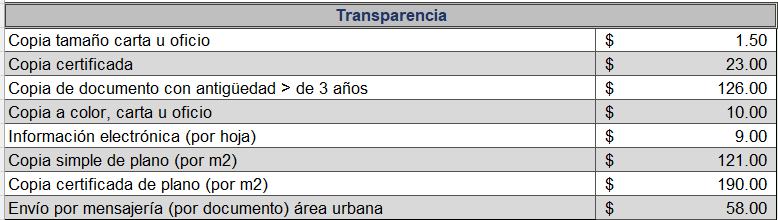 Transparencia
Copia tamaño carta u oficio $ 1.50
Copia certificada $ 23.00
Copia de documento con antigüedad > de 3 años $ 126.00
Copia a color, carta u oficio $ 10.00
Información electrónica (por hoja) $ 9.00
Copia simple de plano (por m2) $ 121.00
Copia certificada de plano (por m2) $ 190.00
Envío por mensajería (por documento) área urbana $ 58.00